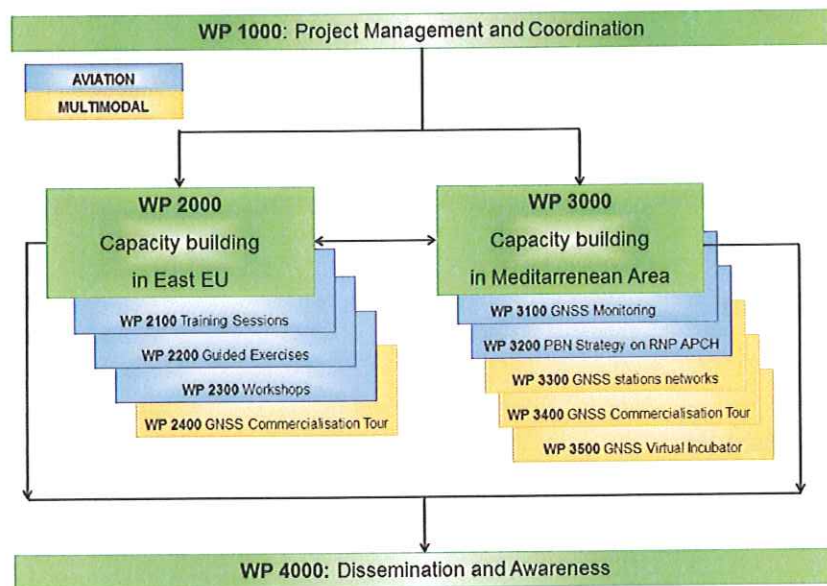 WP 1000: Project Management and Coordination
AVIATION
MULTIMODAL
WP 2000
Capacity building
in East EU
WP 2100 Training Sessions
WP 2200 Guided Exercises
WP 2300 Workshops
WP 2400 GNSS Commercialisation Tour
WP 3000
Capacity building
in Meditarrenean Area
WP 3100 GNSS Monitoring
WP 3200 PBN Strategy on RNP APCH
WP 3300 GNSS stations networks
WP 3400 GNSS Commercialisation Tour
WP 3500 GNSS Virtual Incubator
WP 4000: Dissemination and Awareness